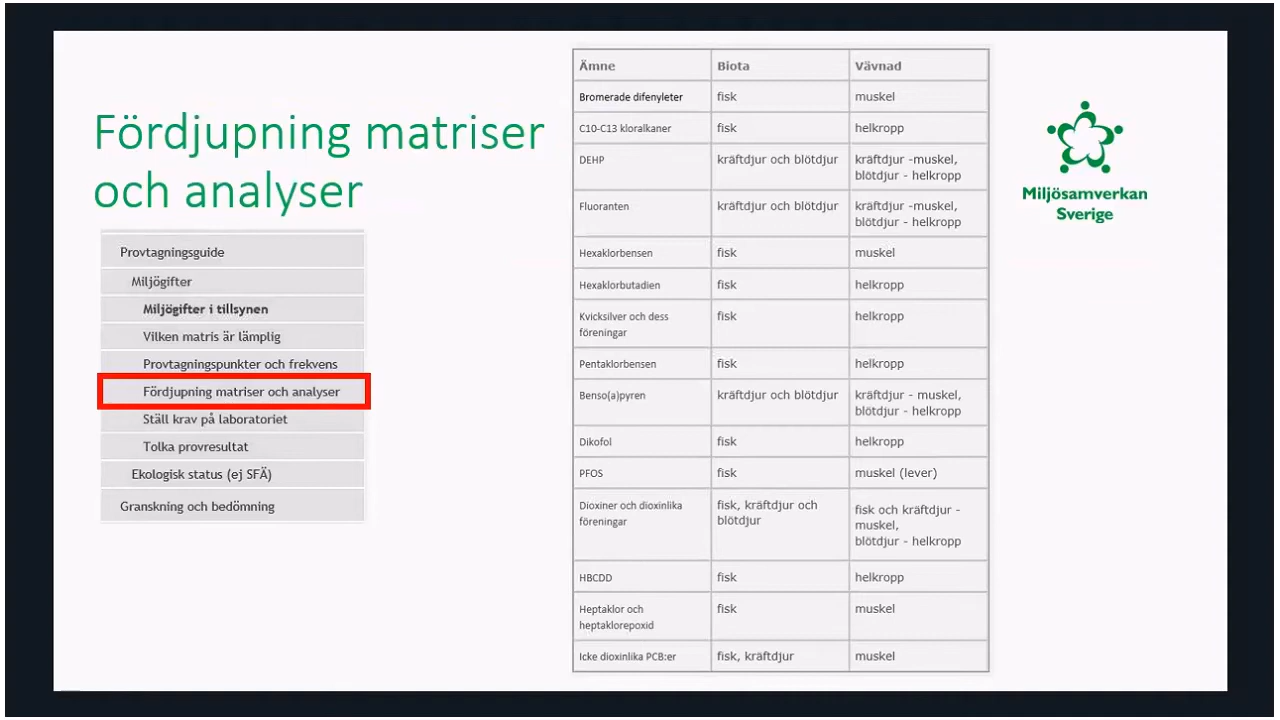 Fördjupning matriser
och analyser
Provtagningsguide
Miljögifter
Miljögifter i tillsynen
Vilken matris är lämplig
Provtagningspunkter och frekvens
Fördjupning matriser och analyser
Ställ krav på laboratoriet
Tolka provresultat
Ekologisk status (ej SFÄ)
Granskning och bedömning
Ämne Biota Vävnad
Bromerade difenyleter fisk muskel
C10-C13 kloralkaner fisk helkropp
DEHP kräftdjur och blötdjur kräftdjur -muskel,
blötdjur - helkropp
Fluoranten kräftdjur och blötdjur kräftdjur -muskel,
blötdjur - helkropp
Hexaklorbensen fisk muskel
Hexaklorbutadien fisk helkropp
Kvicksilver och dess fisk helkropp
föreningar
Pentaklorbensen fisk helkropp
Benso(a)pyren kräftdjur och blötdjur kräftdjur - muskel,
blötdjur - helkropp
Dikofol fisk helkropp
PFOS fisk muskel (lever)
Dioxiner och dioxinlika fisk, kräftdjur och fisk och kräftdjur -
föreningar blötdjur muskel,
blötdjur - helkropp
HBCDD fisk helkropp
Heptaklor och fisk muskel
heptaklorepoxid
Icke dioxinlika PCB:er fisk, kräftdjur muskel
Miljösamverkan
Sverige